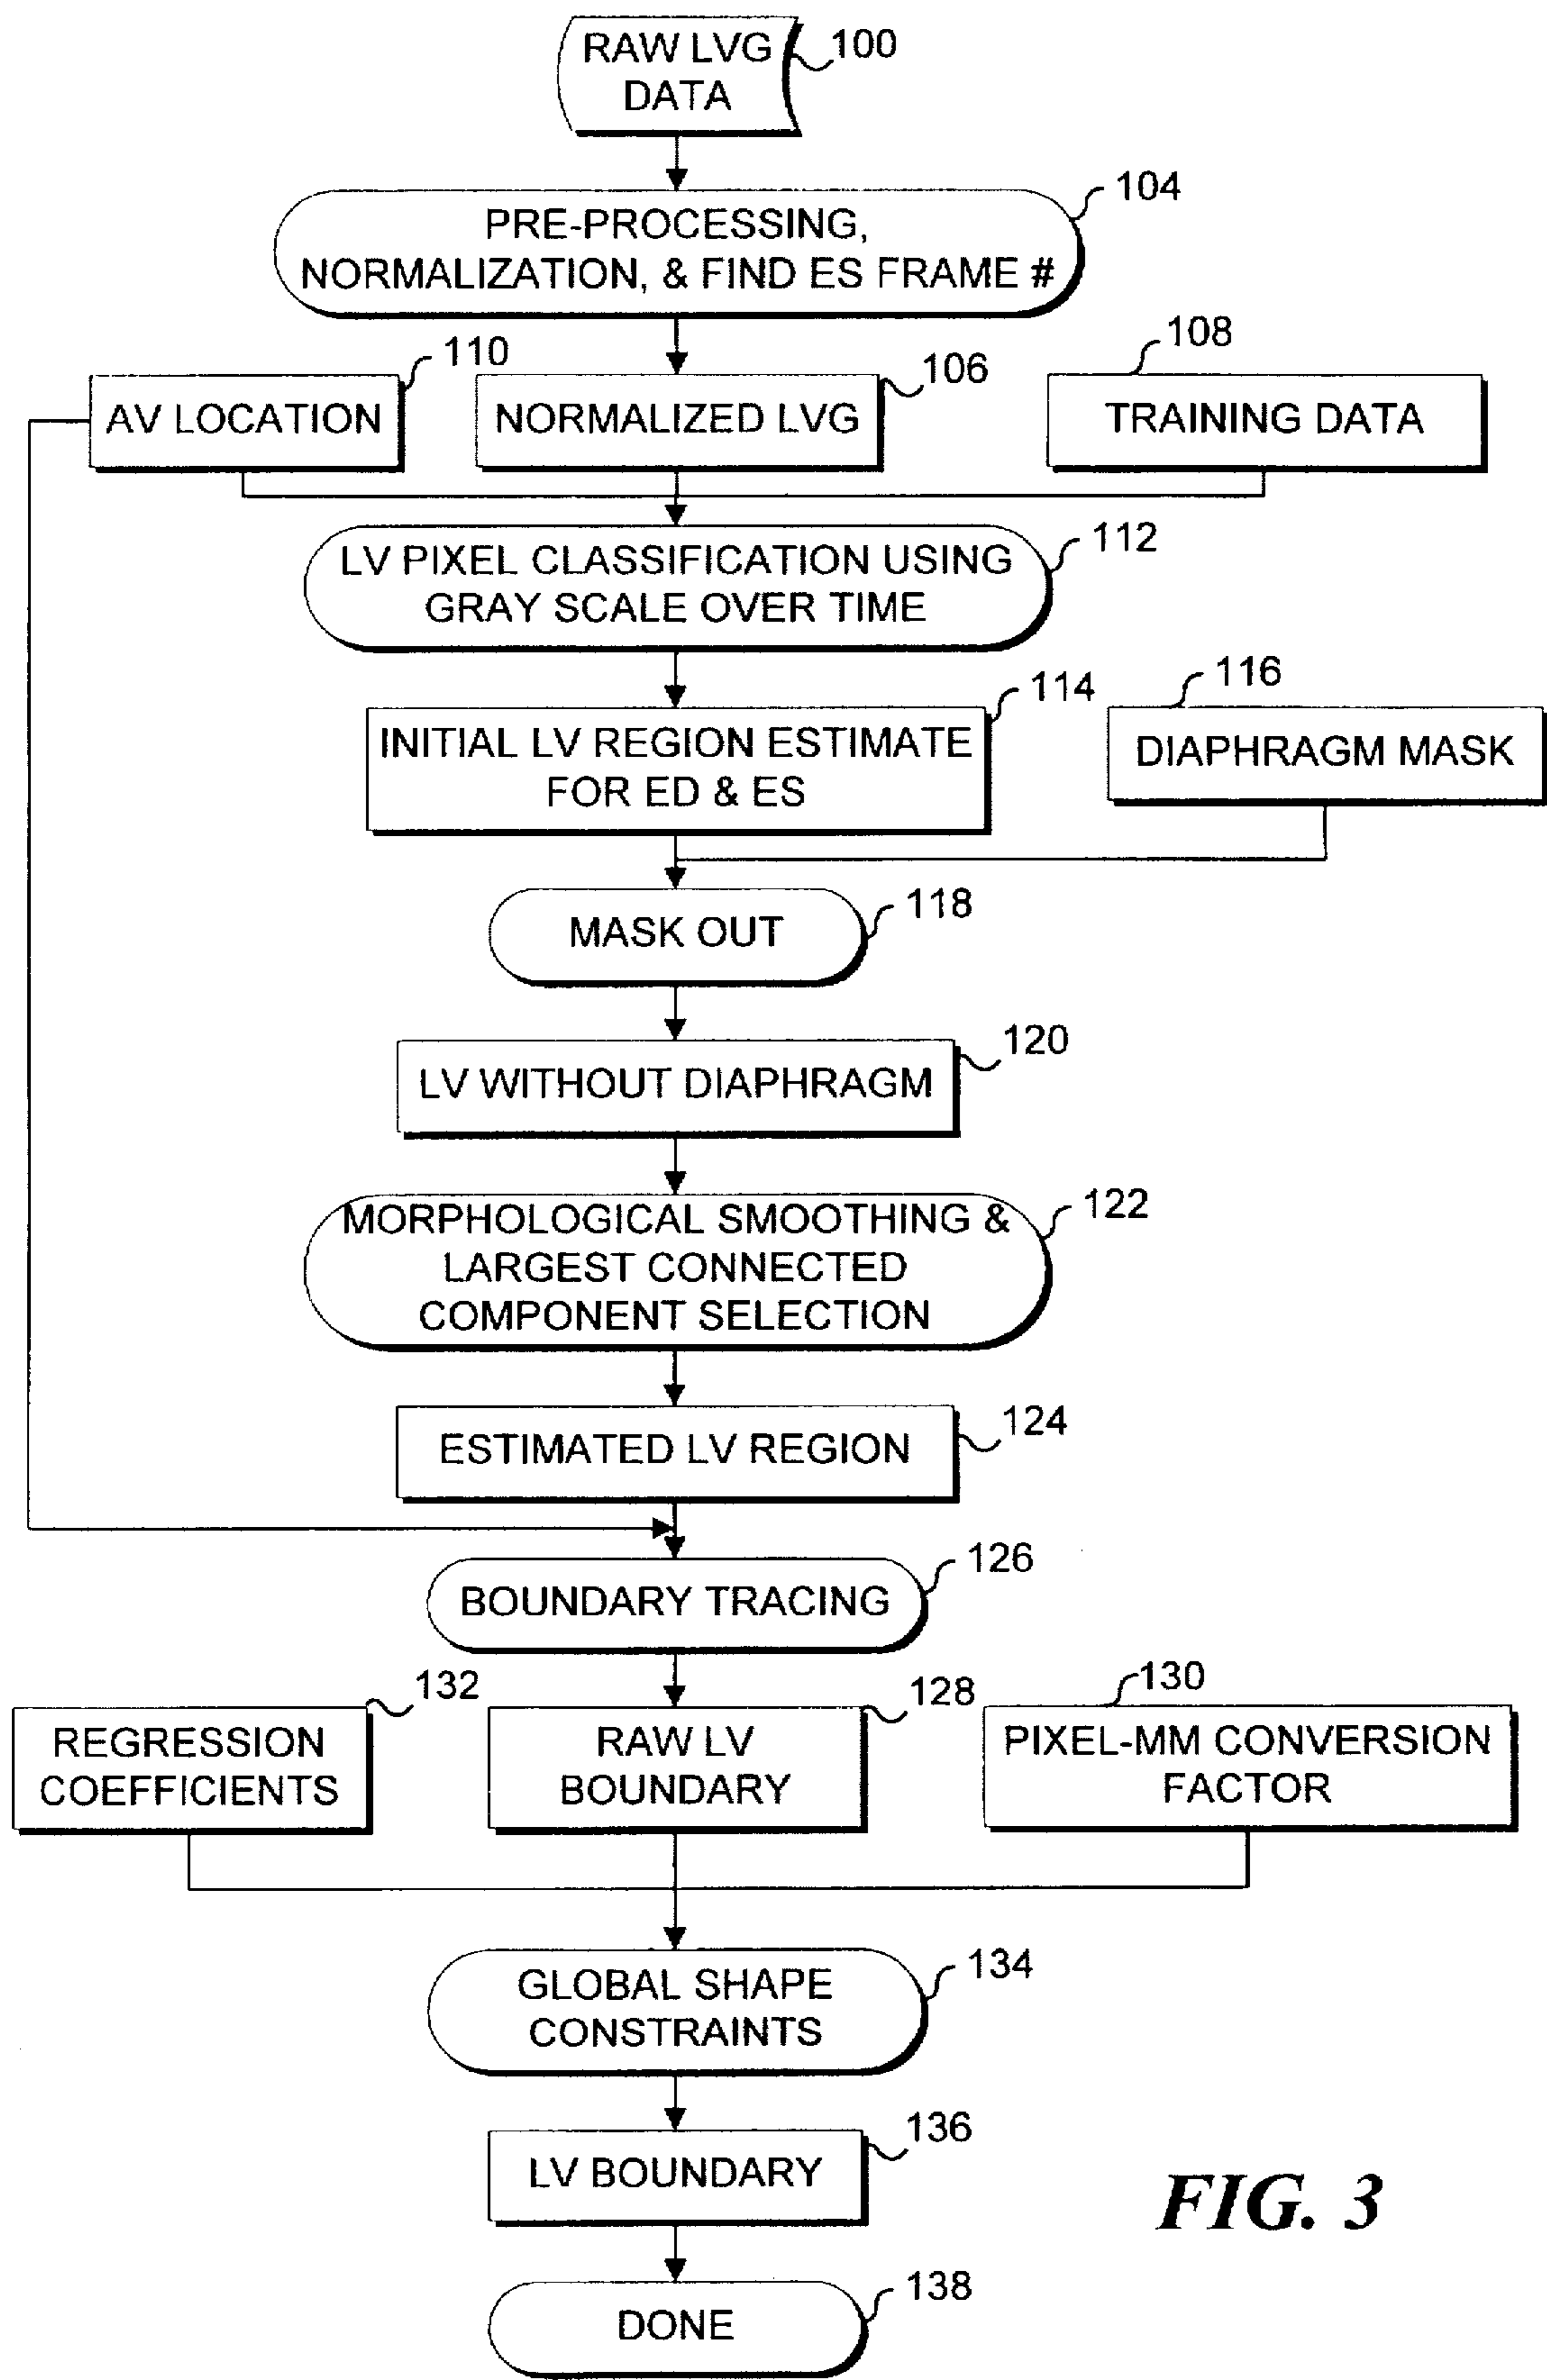 RAW LVG
DATA
100
PRE-PROCESSING,
NORMALIZATION, & FIND ES FRAME #
104
AV LOCATION
110
NORMALIZED LVG
106
TRAINING DATA
108
LV PIXEL CLASSIFICATION USING
GRAY SCALE OVER TIME
112
INITIAL LV REGION ESTIMATE
FOR ED & ES
114
DIAPHRAGM MASK
116
MASK OUT
118
LV WITHOUT DIAPHRAGM
120
MORPHOLOGICAL SMOOTHING &
LARGEST CONNECTED
COMPONENT SELECTION
122
ESTIMATED LV REGION
124
BOUNDARY TRACING
126
REGRESSION
COEFFICIENTS
132
RAW LV
BOUNDARY
128
PIXEL-MM CONVERSION
FACTOR
130
GLOBAL SHAPE
CONSTRAINTS
134
LV BOUNDARY
136
DONE
138
FIG. 3